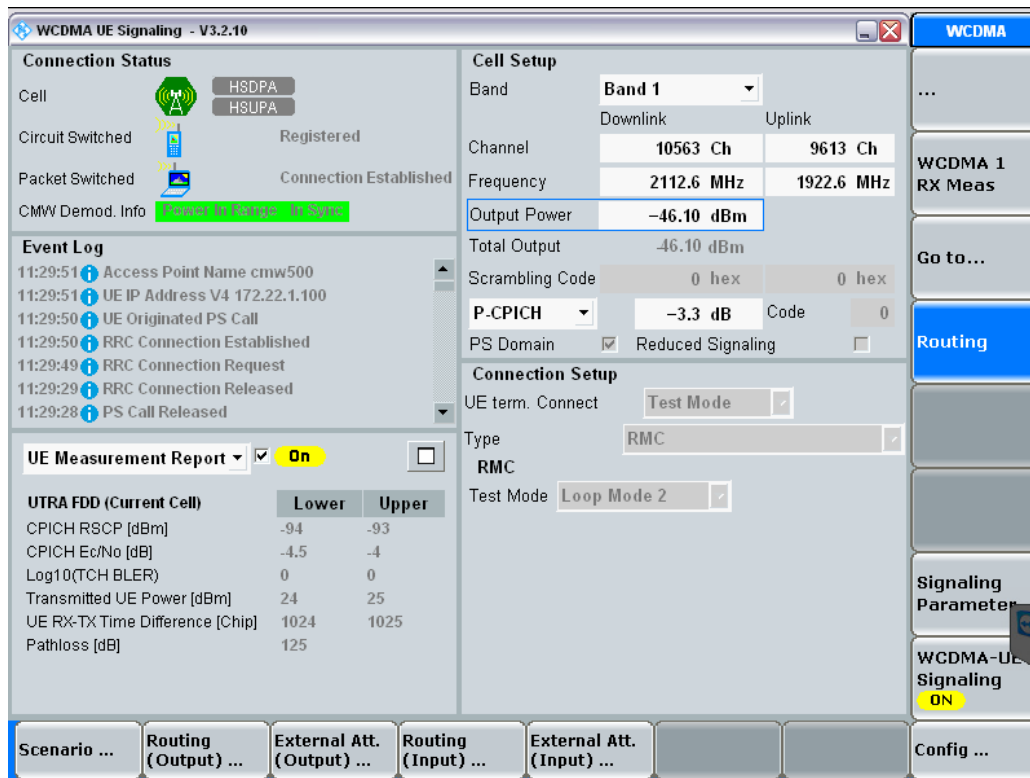 WCDMA UE Signaling - V3.2.10
WCDMA
Connection Status
Cell
HSDPA
HSUPA
Circuit Switched
Registered
Packet Switched
Connection Established
CMW Demod. Info
Power In Range
In Sync
Event Log
11:29:51 Access Point Name cmw500
11:29:51 UE IP Address V4 172.22.1.100
11:29:50 UE Originated PS Call
11:29:50 RRC Connection Established
11:29:49 RRC Connection Request
11:29:29 RRC Connection Released
11:29:28 PS Call Released
UE Measurement Report
On
UTRA FDD (Current Cell) Lower Upper
CPICH RSCP [dBm] -94 -93
CPICH Ec/No [dB] -4.5 -4
Log10(TCH BLER) 0 0
Transmitted UE Power [dBm] 24 25
UE RX-TX Time Difference [Chip] 1024 1025
Pathloss [dB] 125
Cell Setup
Band Band 1
Downlink Uplink
Channel 10563 Ch 9613 Ch
Frequency 2112.6 MHz 1922.6 MHz
Output Power -46.10 dBm
Total Output -46.10 dBm
Scrambling Code 0 hex 0 hex
P-CPICH -3.3 dB Code 0
PS Domain Reduced Signaling
Connection Setup
UE term. Connect Test Mode
Type RMC
RMC
Test Mode Loop Mode 2
...
WCDMA 1
RX Meas
Go to...
Routing
Signaling
Parameter
WCDMA-UE
Signaling
ON
Scenario ...
Routing
(Output) ...
External Att.
(Output) ...
Routing
(Input) ...
External Att.
(Input) ...
Config ...